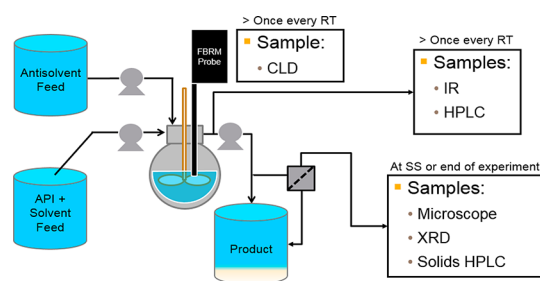 > Once every RT
FBRM
Probe
Sample:
• CLD
> Once every RT
Samples:
• IR
• HPLC
Antisolvent
Feed
API +
Solvent
Feed
Product
At SS or end of experiment
Samples:
• Microscope
• XRD
• Solids HPLC